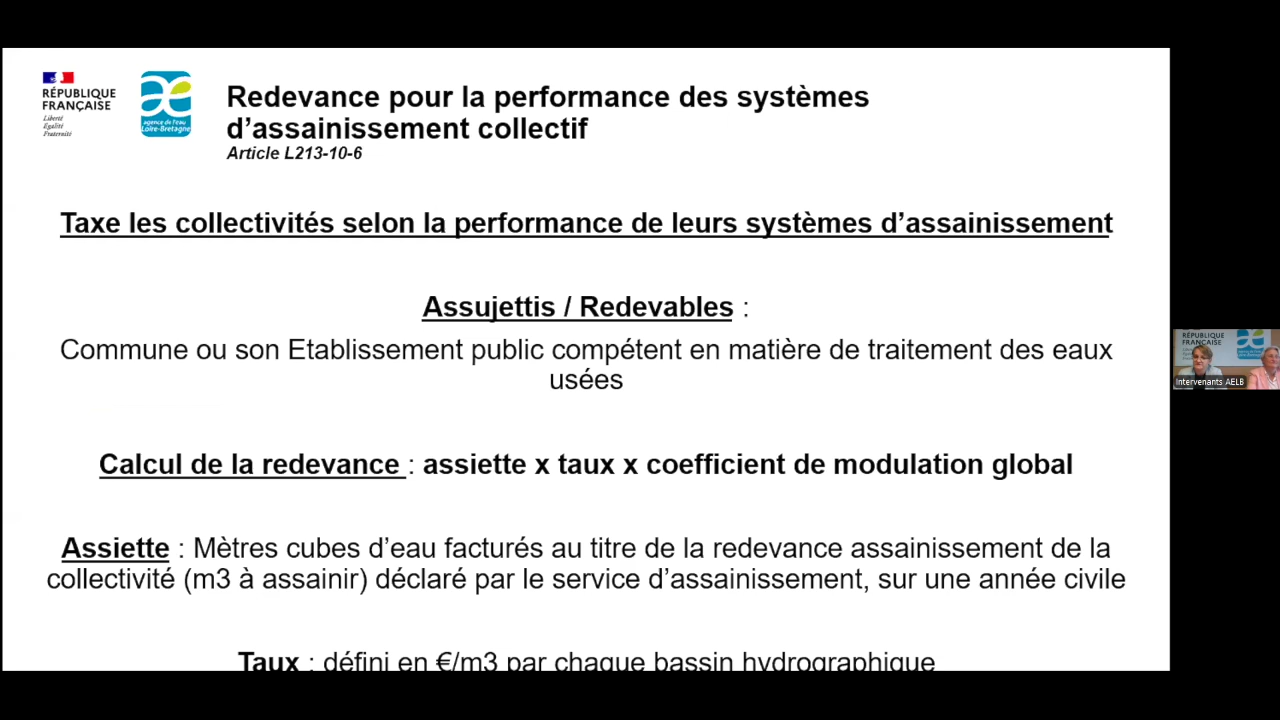 RÉPUBLIQUE
FRANÇAISE
Liberté
Égalité
Fraternité
agence de l'eau
Loire-Bretagne
Redevance pour la performance des systèmes
d’assainissement collectif
Article L213-10-6
Taxe les collectivités selon la performance de leurs systèmes d’assainissement
Assujettis / Redevables :
Commune ou son Etablissement public compétent en matière de traitement des eaux
usées
Calcul de la redevance : assiette x taux x coefficient de modulation global
Assiette : Mètres cubes d’eau facturés au titre de la redevance assainissement de la
collectivité (m3 à assainir) déclaré par le service d’assainissement, sur une année civile
Taux : défini en €/m3 par chaque bassin hydrographique
RÉPUBLIQUE
FRANÇAISE
Intervenants AELB